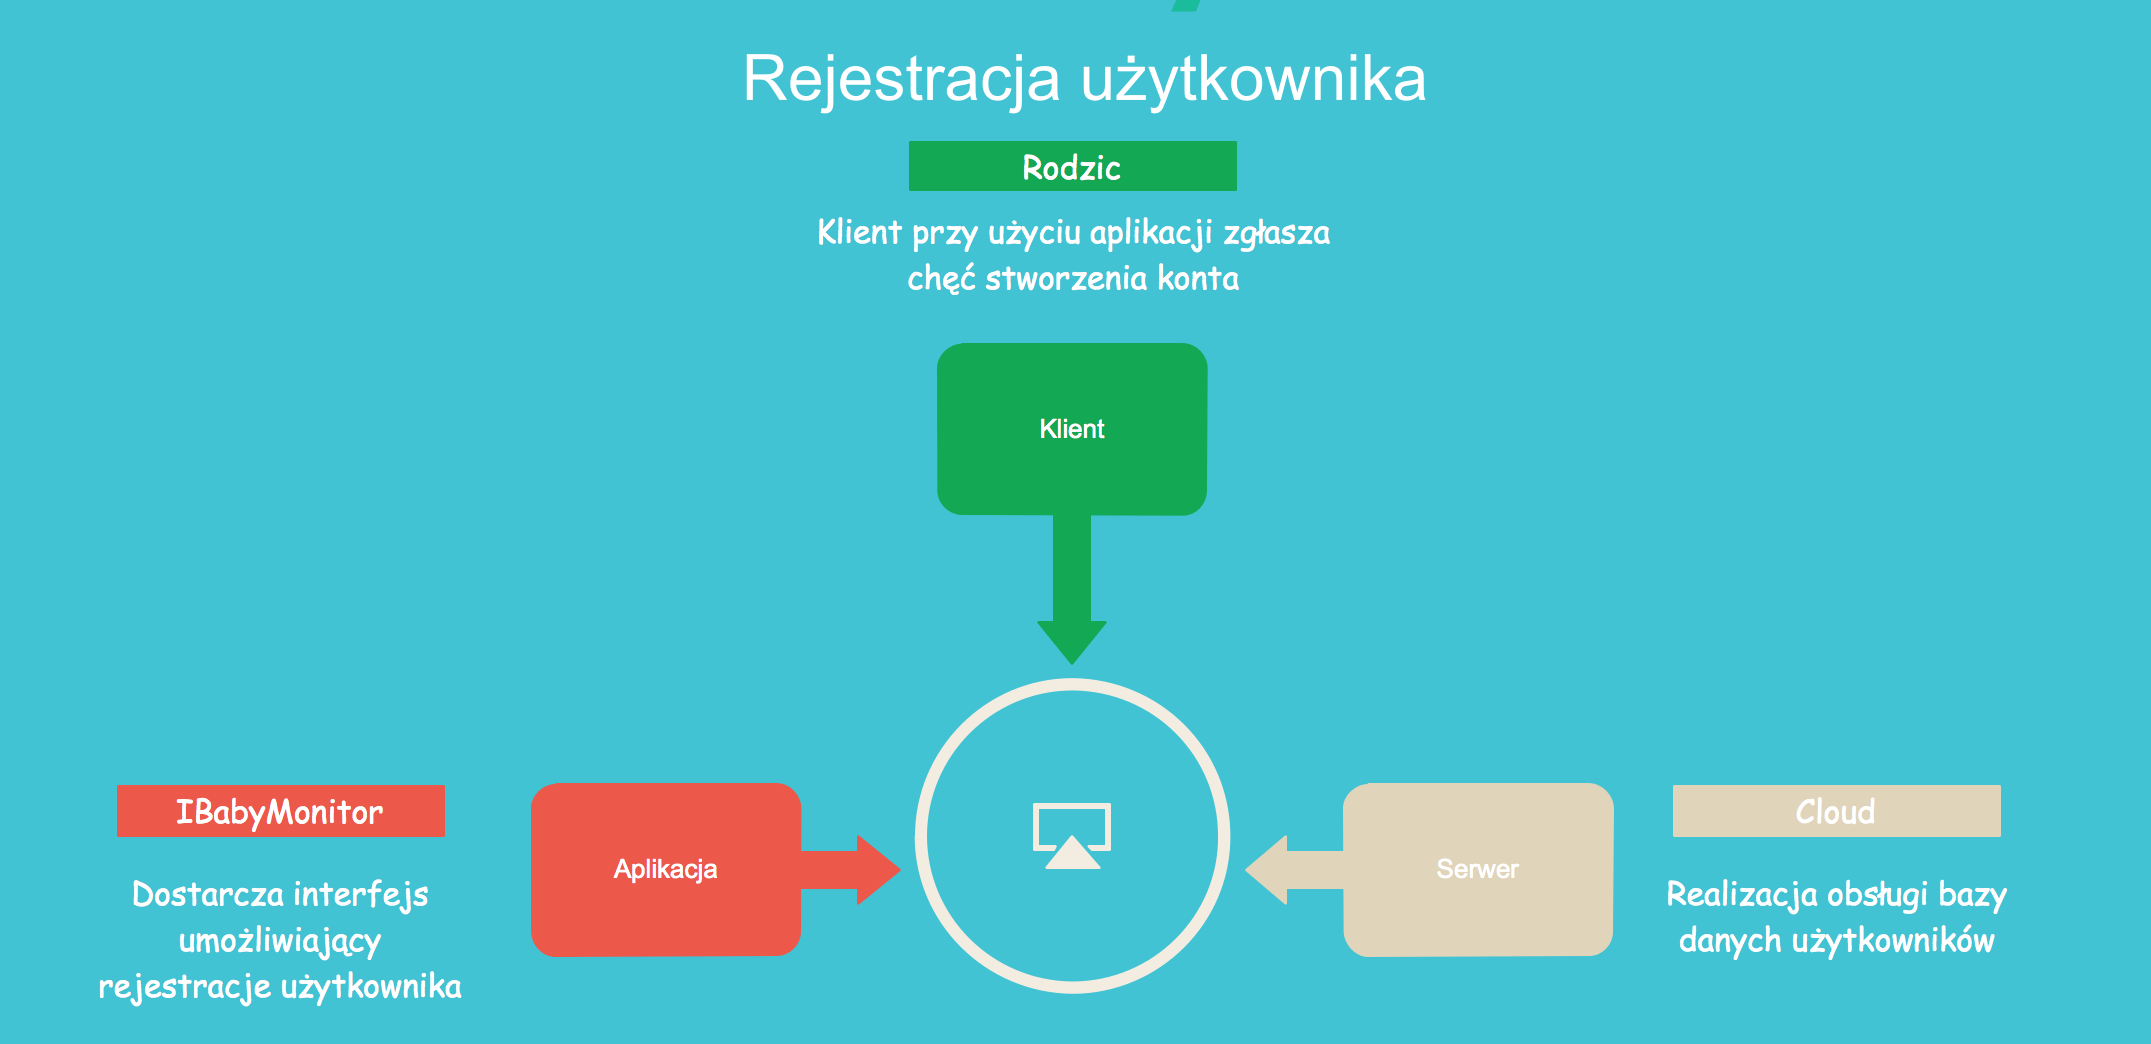 Rejestracja użytkownika
Rodzic
Klient przy użyciu aplikacji zgłasza
chęć stworzenia konta
Klient
IBabyMonitor
Dostarcza interfejs
umożliwiający
rejestracje użytkownika
Aplikacja
Serwer
Cloud
Realizacja obsługi bazy
danych użytkowników